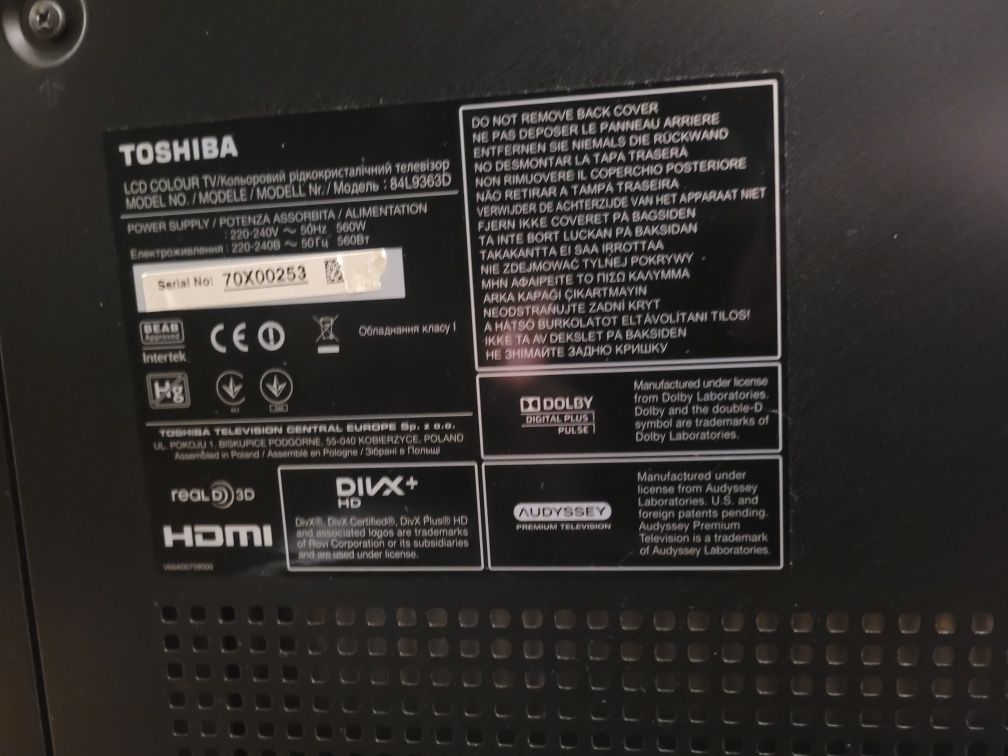 TOSHIBA
LCD COLOUR TV/Кольоровий рідкокристалічний телевізор
MODEL NO. / MODÈLE / MODELL Nr. / Модель : 84L9363D
POWER SUPPLY / POTENZA ASSORBITA / ALIMENTATION
: 220-240V ~ 50Hz 560W
Електроживлення : 220-240В ~ 50Гц 560Вт
Serial No: 70X00253
BEAB
Approved
Intertek
CE
Обладнання класу I
Hg
TOSHIBA TELEVISION CENTRAL EUROPE Sp. z o.o.
UL. POKOJU 1, BISKUPICE PODGORNE, 55-040 KOBIERZYCE, POLAND
Assembled in Poland / Assemblé en Pologne / Зібрані в Польщі
REAL D 3D
HDMI
DIVX+
HD
DivX®, DivX Certified®, DivX Plus® HD
and associated logos are trademarks
of Rovi Corporation or its subsidiaries
and are used under license.
DO NOT REMOVE BACK COVER
NE PAS DEPOSER LE PANNEAU ARRIERE
ENTFERNEN SIE NIEMALS DIE RÜCKWAND
NO DESMONTAR LA TAPA TRASERA
NON RIMUOVERE IL COPERCHIO POSTERIORE
NÃO RETIRAR A TAMPA TRASEIRA
VERWIJDER DE ACHTERZIJDE VAN HET APPARAAT NIET
FJERN IKKE COVERET PÅ BAGSIDEN
TA INTE BORT LUCKAN PÅ BAKSIDAN
TAKAKANTTA EI SAA IRROTTAA
NIE ZDEJMOWAĆ TYLNEJ POKRYWY
ΜΗΝ ΑΦΑΙΡΕΙΤΕ ΤΟ ΠΙΣΩ ΚΑΛΥΜΜΑ
ARKA KAPAĞI ÇIKARTMAYIN
NEODSTRAŇUJTE ZADNÍ KRYT
A HÁTSÓ BURKOLATOT ELTÁVOLÍTANI TILOS!
IKKE TA AV DEKSLET PÅ BAKSIDEN
НЕ ЗНІМАЙТЕ ЗАДНЮ КРИШКУ
DOLBY
DIGITAL PLUS
PULSE
Manufactured under license
from Dolby Laboratories.
Dolby and the double-D
symbol are trademarks of
Dolby Laboratories.
AUDYSSEY
PREMIUM TELEVISION
Manufactured under
license from Audyssey
Laboratories. U.S. and
foreign patents pending.
Audyssey Premium
Television is a trademark
of Audyssey Laboratories.